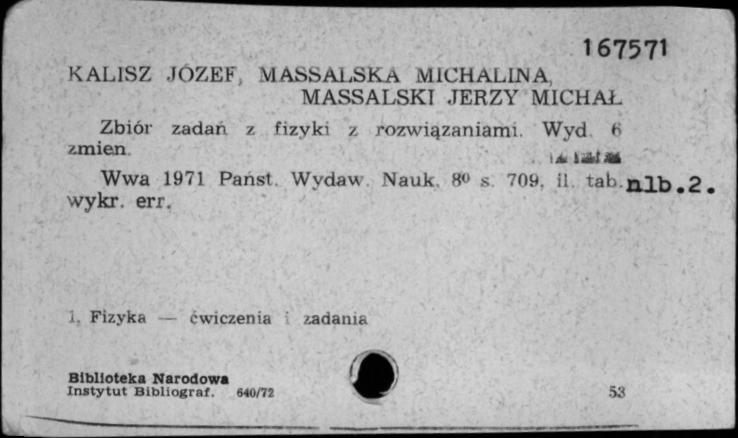 167571
KALISZ JÓZEF, MASSALSKA MICHALINA,
MASSALSKI JERZY MICHAŁ
Zbiór zadań z fizyki z rozwiązaniami. Wyd. 6
zmien.
Wwa 1971 Państ. Wydaw. Nauk. 8º s. 709, il. tab. nlb.2.
wykr. err.
1. Fizyka — ćwiczenia i zadania
Biblioteka Narodowa
Instytut Bibliograf. 640/72 53